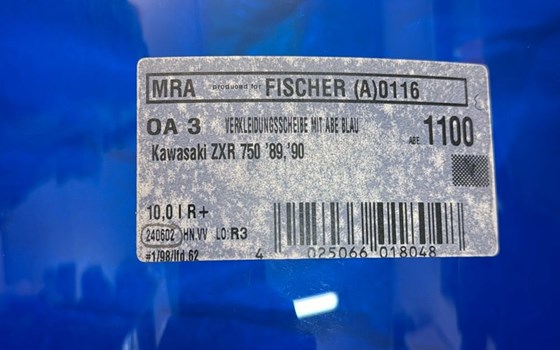 MRA produced for FISCHER (A)0116
OA 3 VERKLEIDUNGSSCHEIBE MIT ABE BLAU ABE 1100
Kawasaki ZXR 750 '89,'90
10,0 I R+
240602 HN.VV LO: R3
#1/98/lfd 62
4 025066 018048